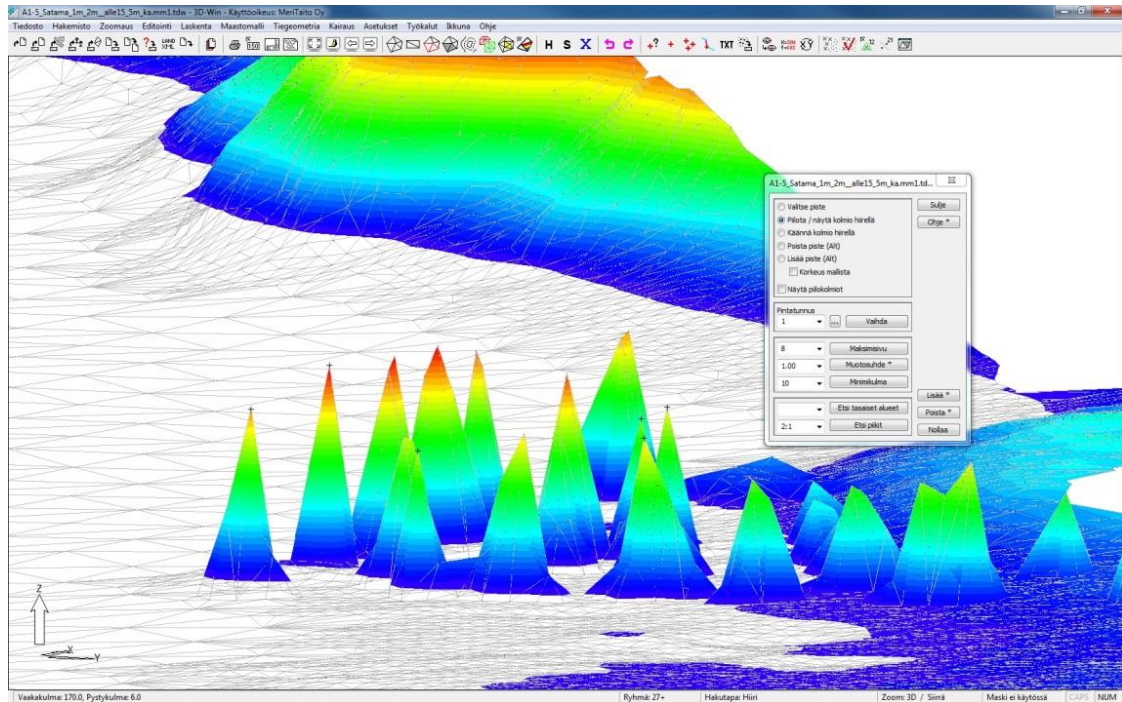 A1-5_Satama_1m_2m__alle15_5m_ka.mm1.tdw - 3D-Win - Käyttöoikeus: MeriTaito Oy
Tiedosto Hakemisto Zoomaus Editointi Laskenta Maastomalli Tiegeometria Kairaus Asetukset Työkalut Ikkuna Ohje
LAND XML H S X TXT
A1-5_Satama_1m_2m__alle15_5m_ka.mm1.td...
Valitse piste
Sulje
Piilota / näytä kolmio hiirellä
Ohje *
Käännä kolmio hiirellä
Poista piste (Alt)
Lisää piste (Alt)
Korkeus mallista
Näytä piilokolmiot
Pintatunnus
1 ... Vaihda
8 Maksimisivu
1.00 Muotosuhde *
10 Minimikulma
Lisää *
Etsi tasaiset alueet
Poista *
2:1 Etsi piikit
Nollaa
Z
X
Y
Vaakakulma: 170.0, Pystykulma: 6.0 Ryhmä: 27+ Hakutapa: Hiiri Zoom: 3D / Siirrä Maski ei käytössä CAPS NUM